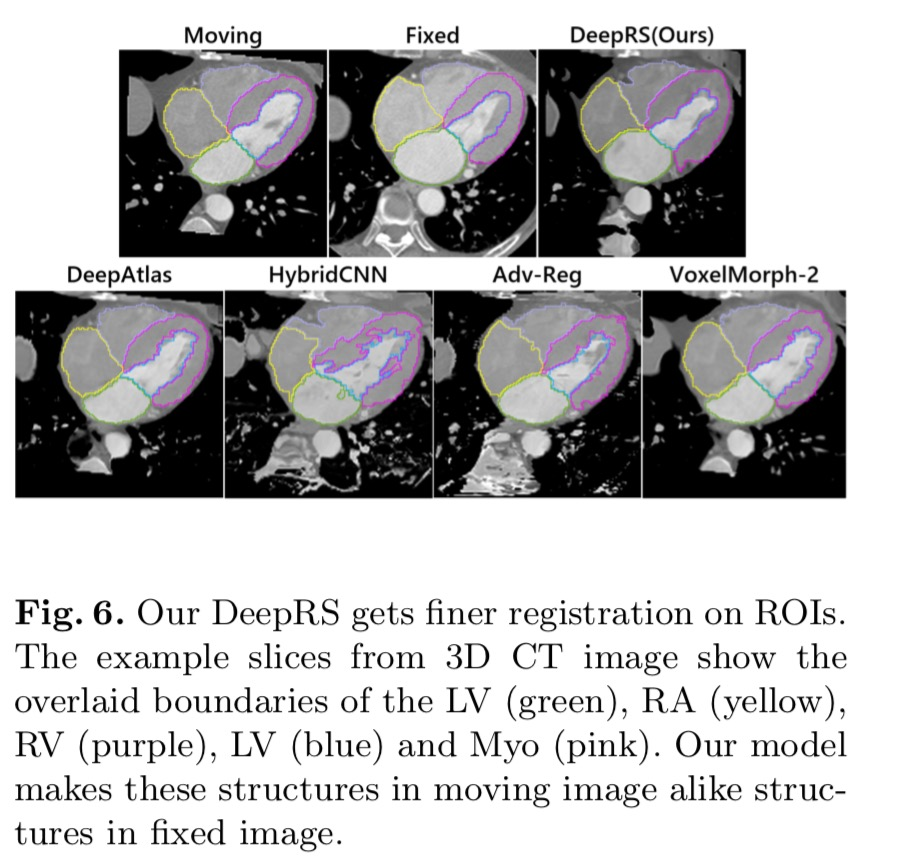 Moving Fixed DeepRS(Ours)
DeepAtlas HybridCNN Adv-Reg VoxelMorph-2
Fig. 6. Our DeepRS gets finer registration on ROIs.
The example slices from 3D CT image show the
overlaid boundaries of the LV (green), RA (yellow),
RV (purple), LV (blue) and Myo (pink). Our model
makes these structures in moving image alike struc-
tures in fixed image.